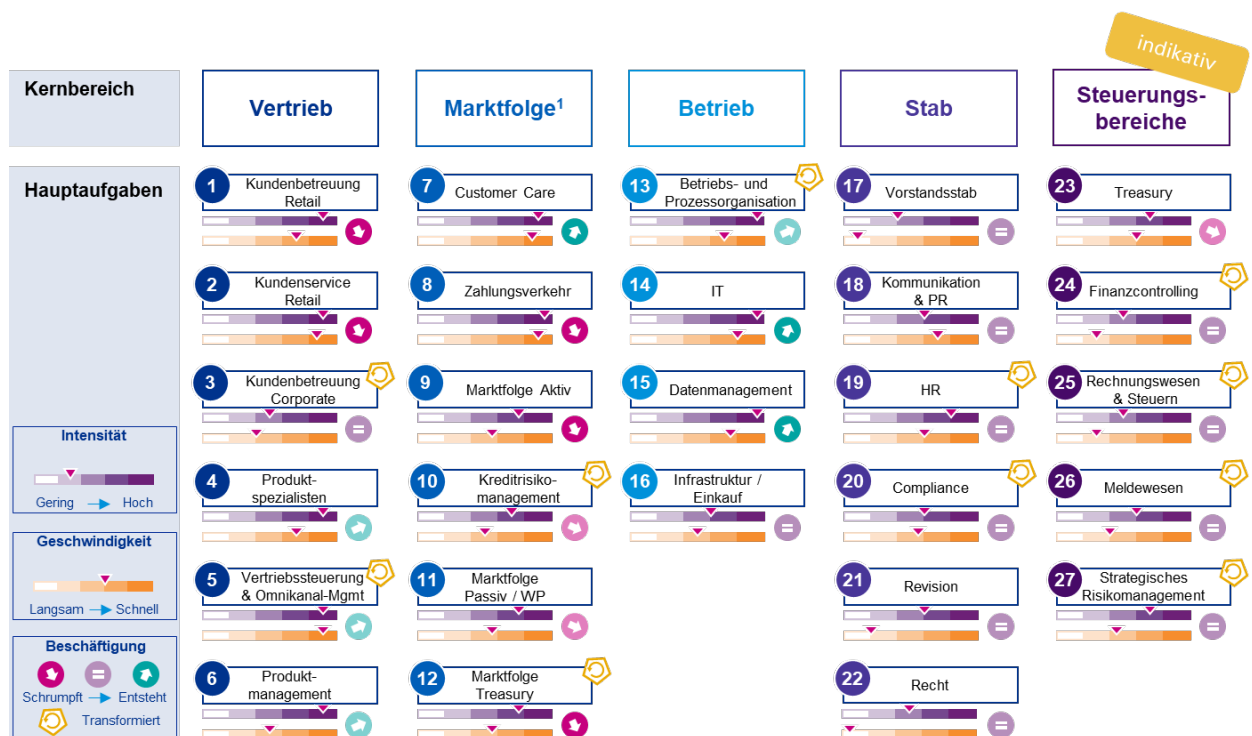 indikativ
Kernbereich
Vertrieb
Marktfolge¹
Betrieb
Stab
Steuerungs-
bereiche
Hauptaufgaben
1
Kundenbetreuung
Retail
2
Kundenservice
Retail
3
Kundenbetreuung
Corporate
4
Produkt-
spezialisten
5
Vertriebssteuerung
& Omnikanal-Mgmt
6
Produkt-
management
7
Customer Care
8
Zahlungsverkehr
9
Marktfolge Aktiv
10
Kreditrisiko-
management
11
Marktfolge
Passiv / WP
12
Marktfolge
Treasury
13
Betriebs- und
Prozessorganisation
14
IT
15
Datenmanagement
16
Infrastruktur /
Einkauf
17
Vorstandsstab
18
Kommunikation
& PR
19
HR
20
Compliance
21
Revision
22
Recht
23
Treasury
24
Finanzcontrolling
25
Rechnungswesen
& Steuern
26
Meldewesen
27
Strategisches
Risikomanagement
Intensität
Gering Hoch
Geschwindigkeit
Langsam Schnell
Beschäftigung
Schrumpft Entsteht
Transformiert